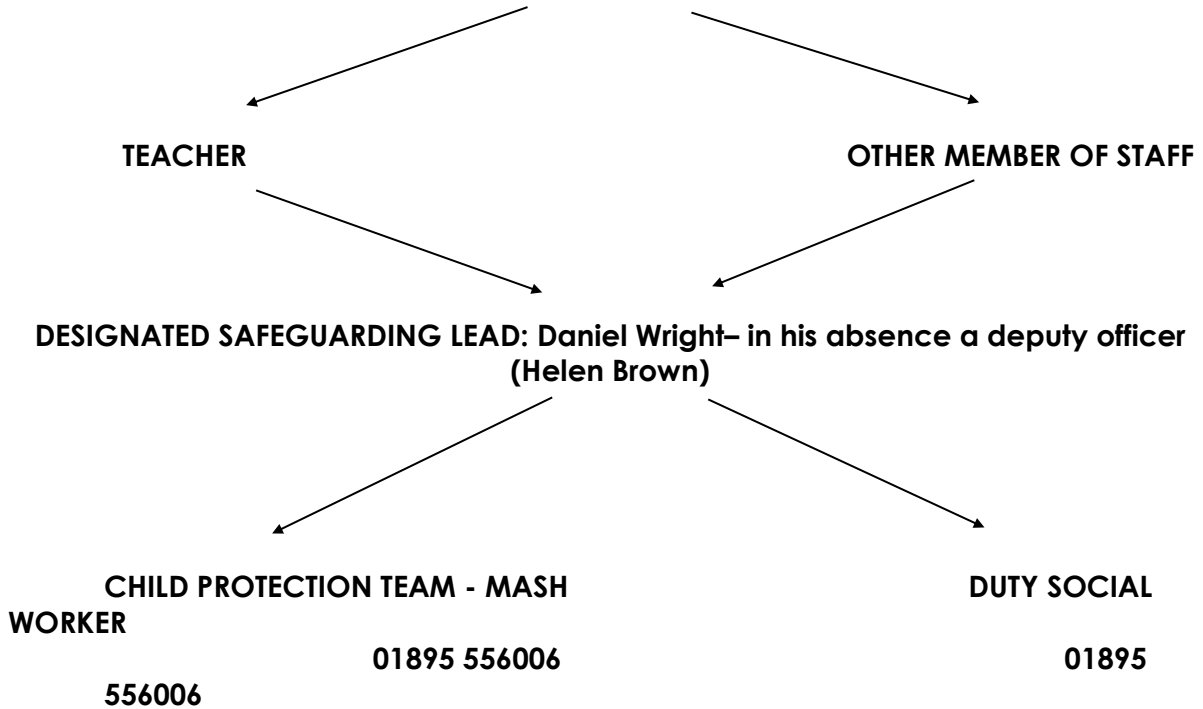 TEACHER OTHER MEMBER OF STAFF
DESIGNATED SAFEGUARDING LEAD: Daniel Wright– in his absence a deputy officer
(Helen Brown)
CHILD PROTECTION TEAM - MASH DUTY SOCIAL
WORKER
01895 556006 01895
556006